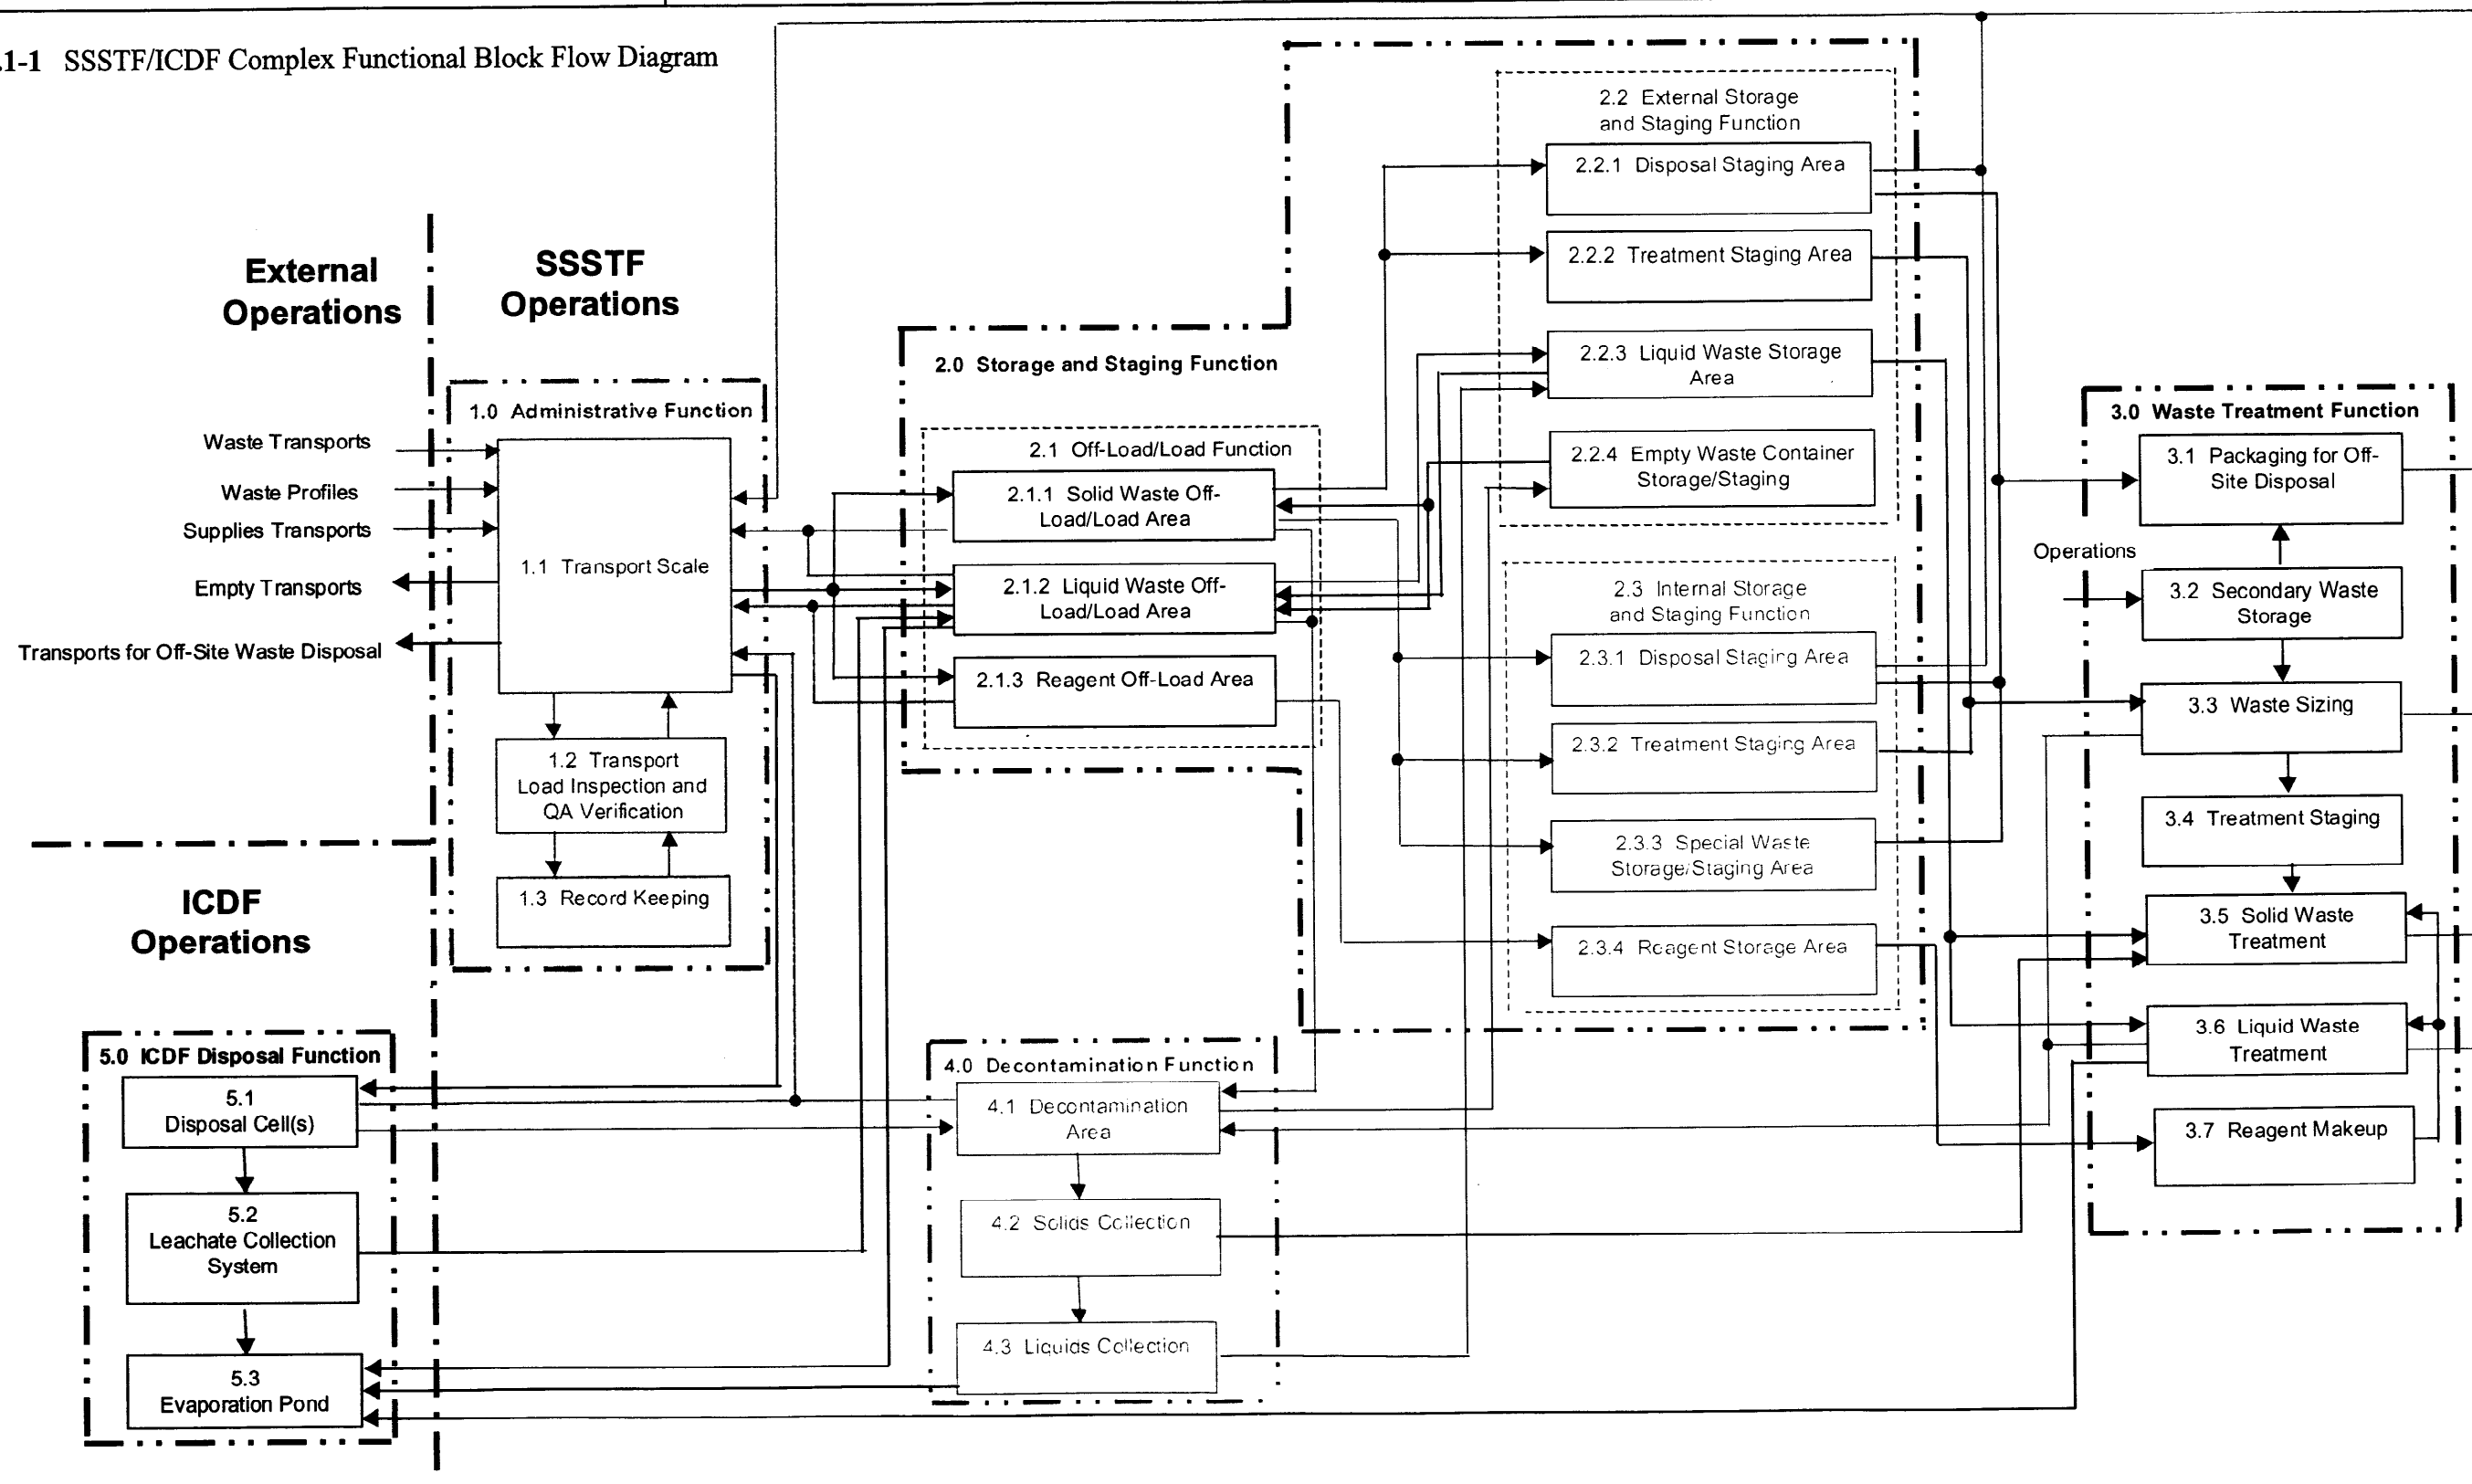 .1-1 SSSTF/ICDF Complex Functional Block Flow Diagram
External
Operations
SSSTF
Operations
ICDF
Operations
Waste Transports
Waste Profiles
Supplies Transports
Empty Transports
Transports for Off-Site Waste Disposal
1.0 Administrative Function
1.1 Transport Scale
1.2 Transport
Load Inspection and
QA Verification
1.3 Record Keeping
2.0 Storage and Staging Function
2.1 Off-Load/Load Function
2.1.1 Solid Waste Off-
Load/Load Area
2.1.2 Liquid Waste Off-
Load/Load Area
2.1.3 Reagent Off-Load Area
2.2 External Storage
and Staging Function
2.2.1 Disposal Staging Area
2.2.2 Treatment Staging Area
2.2.3 Liquid Waste Storage
Area
2.2.4 Empty Waste Container
Storage/Staging
2.3 Internal Storage
and Staging Function
2.3.1 Disposal Staging Area
2.3.2 Treatment Staging Area
2.3.3 Special Waste
Storage/Staging Area
2.3.4 Reagent Storage Area
3.0 Waste Treatment Function
3.1 Packaging for Off-
Site Disposal
Operations
3.2 Secondary Waste
Storage
3.3 Waste Sizing
3.4 Treatment Staging
3.5 Solid Waste
Treatment
3.6 Liquid Waste
Treatment
3.7 Reagent Makeup
4.0 Decontamination Function
4.1 Decontamination
Area
4.2 Solids Collection
4.3 Liquids Collection
5.0 ICDF Disposal Function
5.1
Disposal Cell(s)
5.2
Leachate Collection
System
5.3
Evaporation Pond